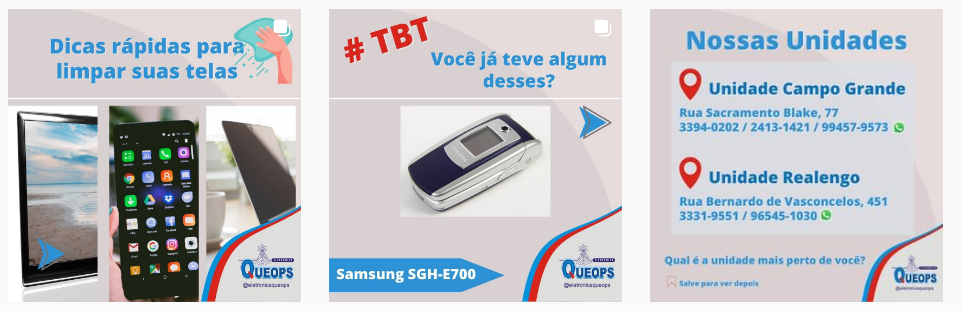 Dicas rápidas para
limpar suas telas
QUEOPS
@eletronicaqueops
# TBT
Você já teve algum
desses?
Samsung SGH-E700
QUEOPS
@eletronicaqueops
Nossas Unidades
Unidade Campo Grande
Rua Sacramento Blake, 77
3394-0202 / 2413-1421 / 99457-9573
Unidade Realengo
Rua Bernardo de Vasconcelos, 451
3331-9551 / 96545-1030
Qual é a unidade mais perto de você?
Salve para ver depois
QUEOPS
@eletronicaqueops